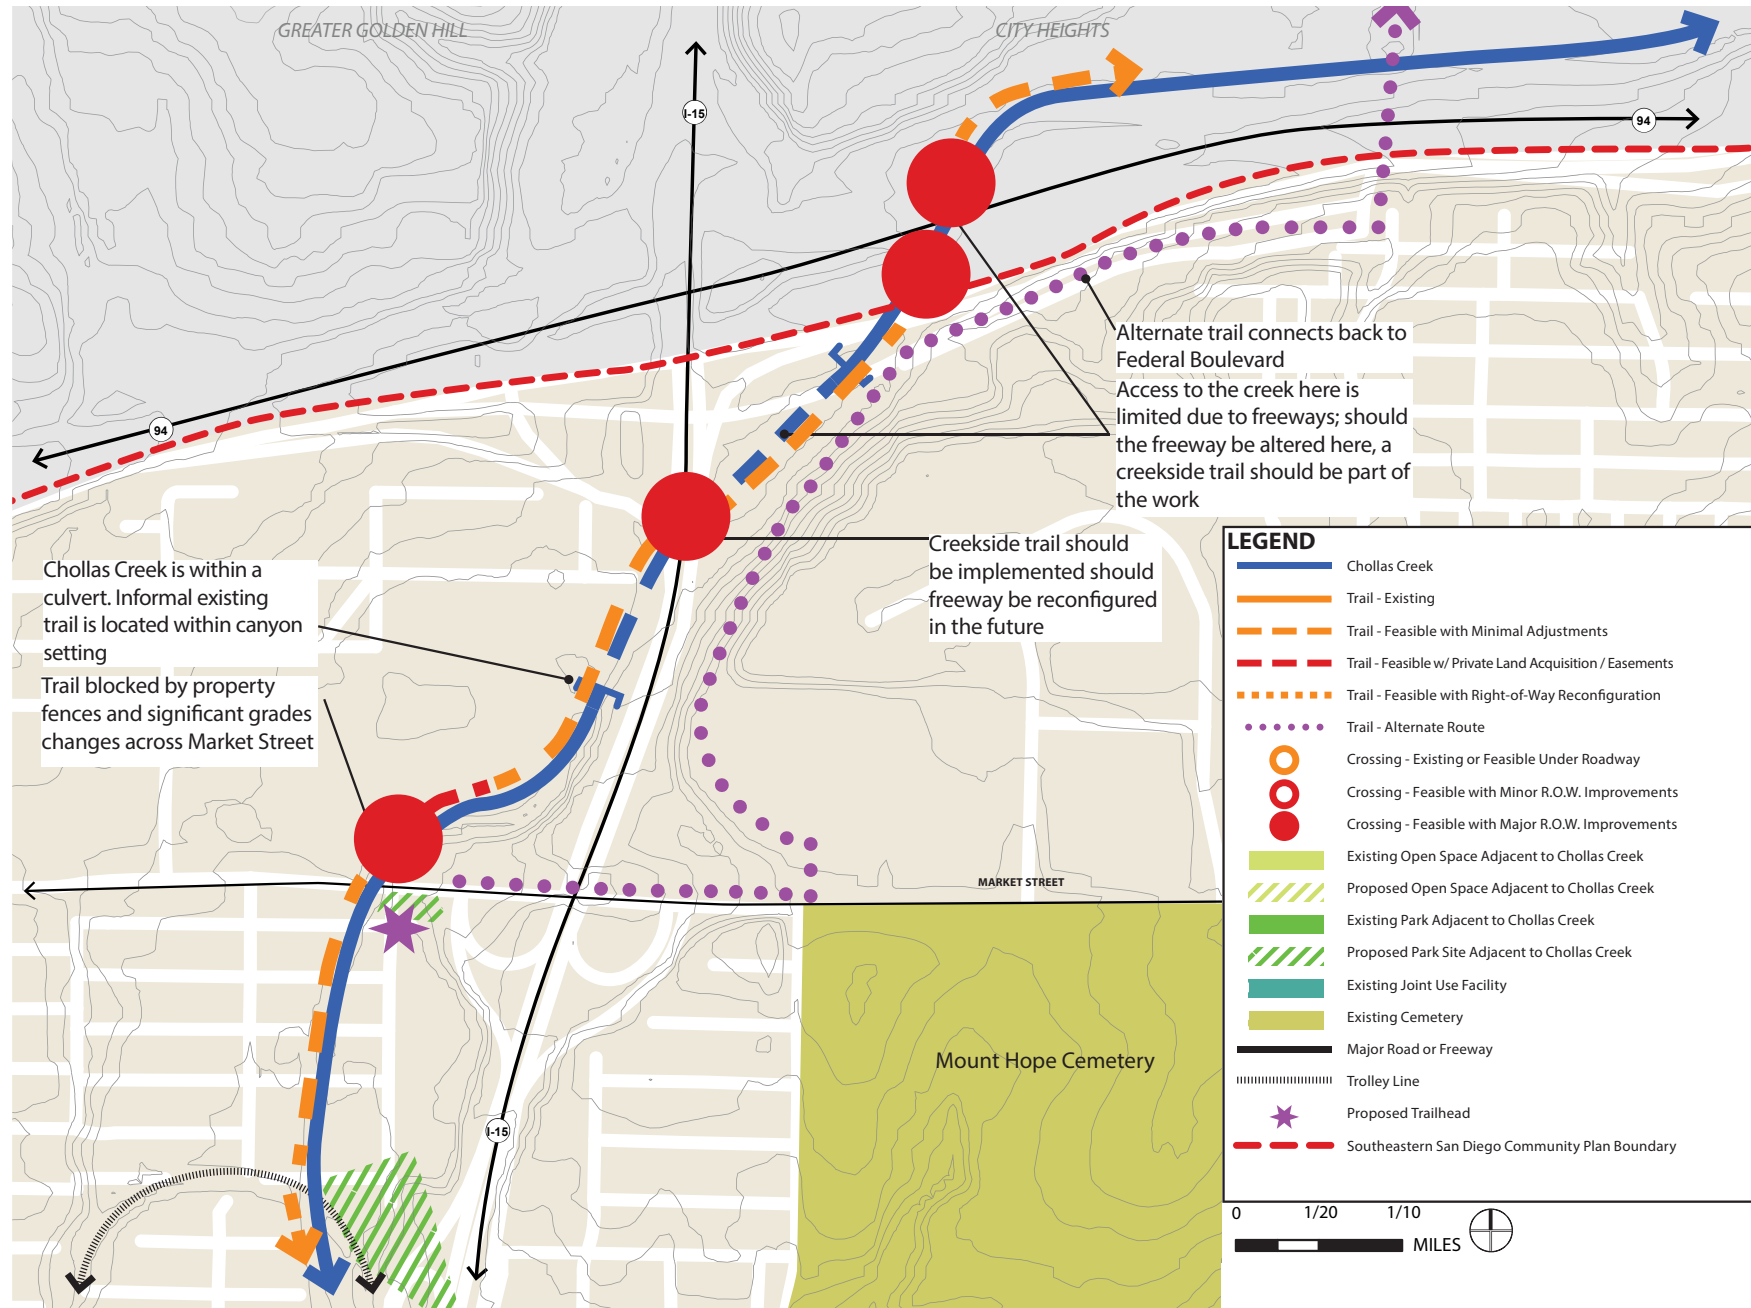 GREATER GOLDEN HILL
CITY HEIGHTS
I-15
94
94
Alternate trail connects back to
Federal Boulevard
Access to the creek here is
limited due to freeways; should
the freeway be altered here, a
creekside trail should be part of
the work
Creekside trail should
be implemented should
freeway be reconfigured
in the future
Chollas Creek is within a
culvert. Informal existing
trail is located within canyon
setting
Trail blocked by property
fences and significant grades
changes across Market Street
MARKET STREET
Mount Hope Cemetery
I-15
LEGEND
Chollas Creek
Trail - Existing
Trail - Feasible with Minimal Adjustments
Trail - Feasible w/ Private Land Acquisition / Easements
Trail - Feasible with Right-of-Way Reconfiguration
Trail - Alternate Route
Crossing - Existing or Feasible Under Roadway
Crossing - Feasible with Minor R.O.W. Improvements
Crossing - Feasible with Major R.O.W. Improvements
Existing Open Space Adjacent to Chollas Creek
Proposed Open Space Adjacent to Chollas Creek
Existing Park Adjacent to Chollas Creek
Proposed Park Site Adjacent to Chollas Creek
Existing Joint Use Facility
Existing Cemetery
Major Road or Freeway
Trolley Line
Proposed Trailhead
Southeastern San Diego Community Plan Boundary
0 1/20 1/10
MILES